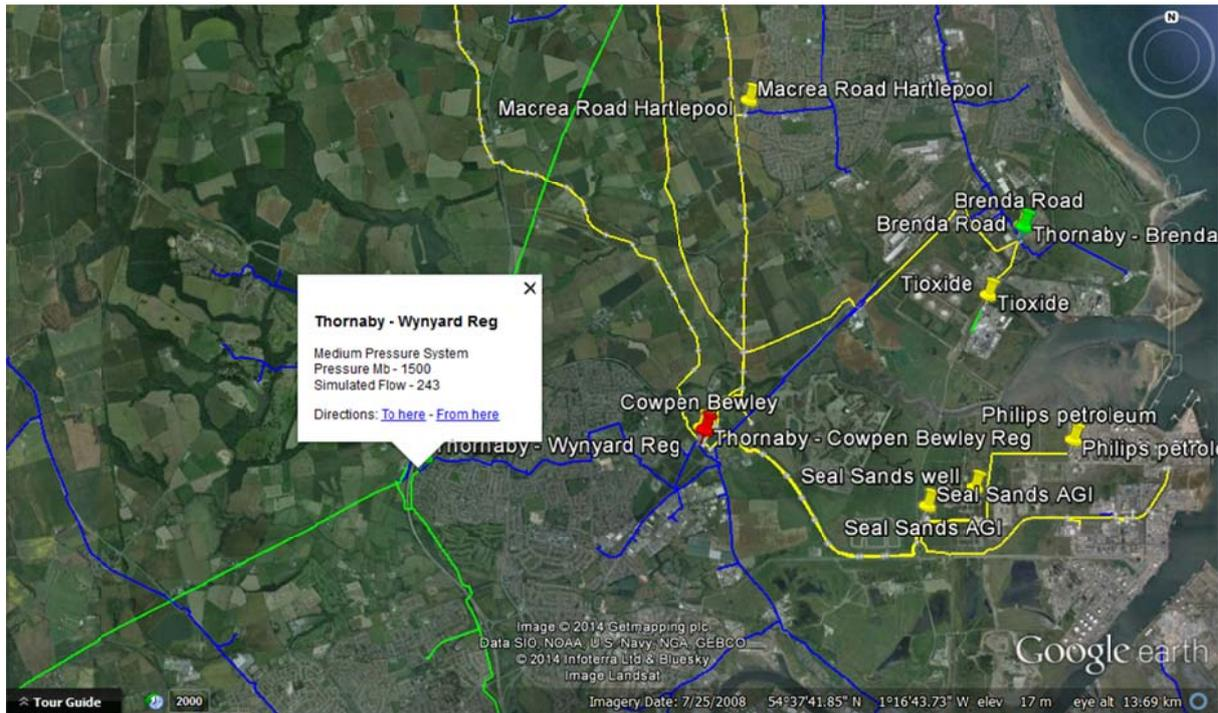 N
Macrea Road Hartlepool
Macrea Road Hartlepool
Brenda Road
Brenda Road
Thornaby - Brenda
Tioxide
Tioxide
Thornaby - Wynyard Reg
Medium Pressure System
Pressure Mb - 1500
Simulated Flow - 243
Directions: To here - From here
Cowpen Bewley
Thornaby - Cowpen Bewley Reg
Thornaby - Wynyard Reg
Philips petroleum
Philips petrole
Seal Sands well
Seal Sands AGI
Seal Sands AGI
Image © 2014 Getmapping plc
Data SIO, NOAA, U.S. Navy, NGA, GEBCO
© 2014 Infoterra Ltd & Bluesky
Image Landsat
Google earth
Tour Guide
2000
Imagery Date: 7/25/2008 54°37'41.85" N 1°16'43.73" W elev 17 m eye alt 13.69 km